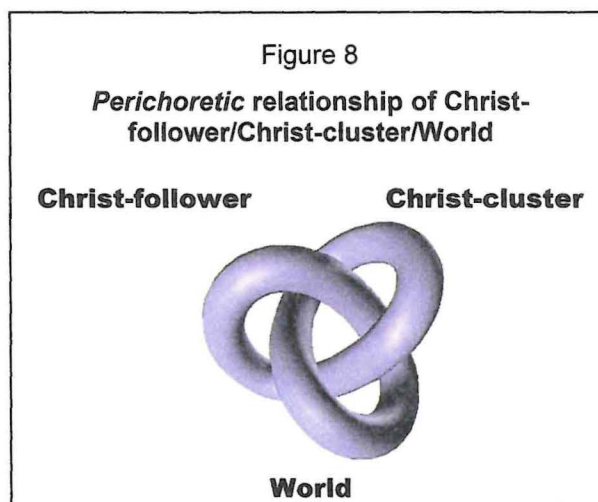 Figure 8
Perichoretic relationship of Christ-
follower/Christ-cluster/World
Christ-follower Christ-cluster
World